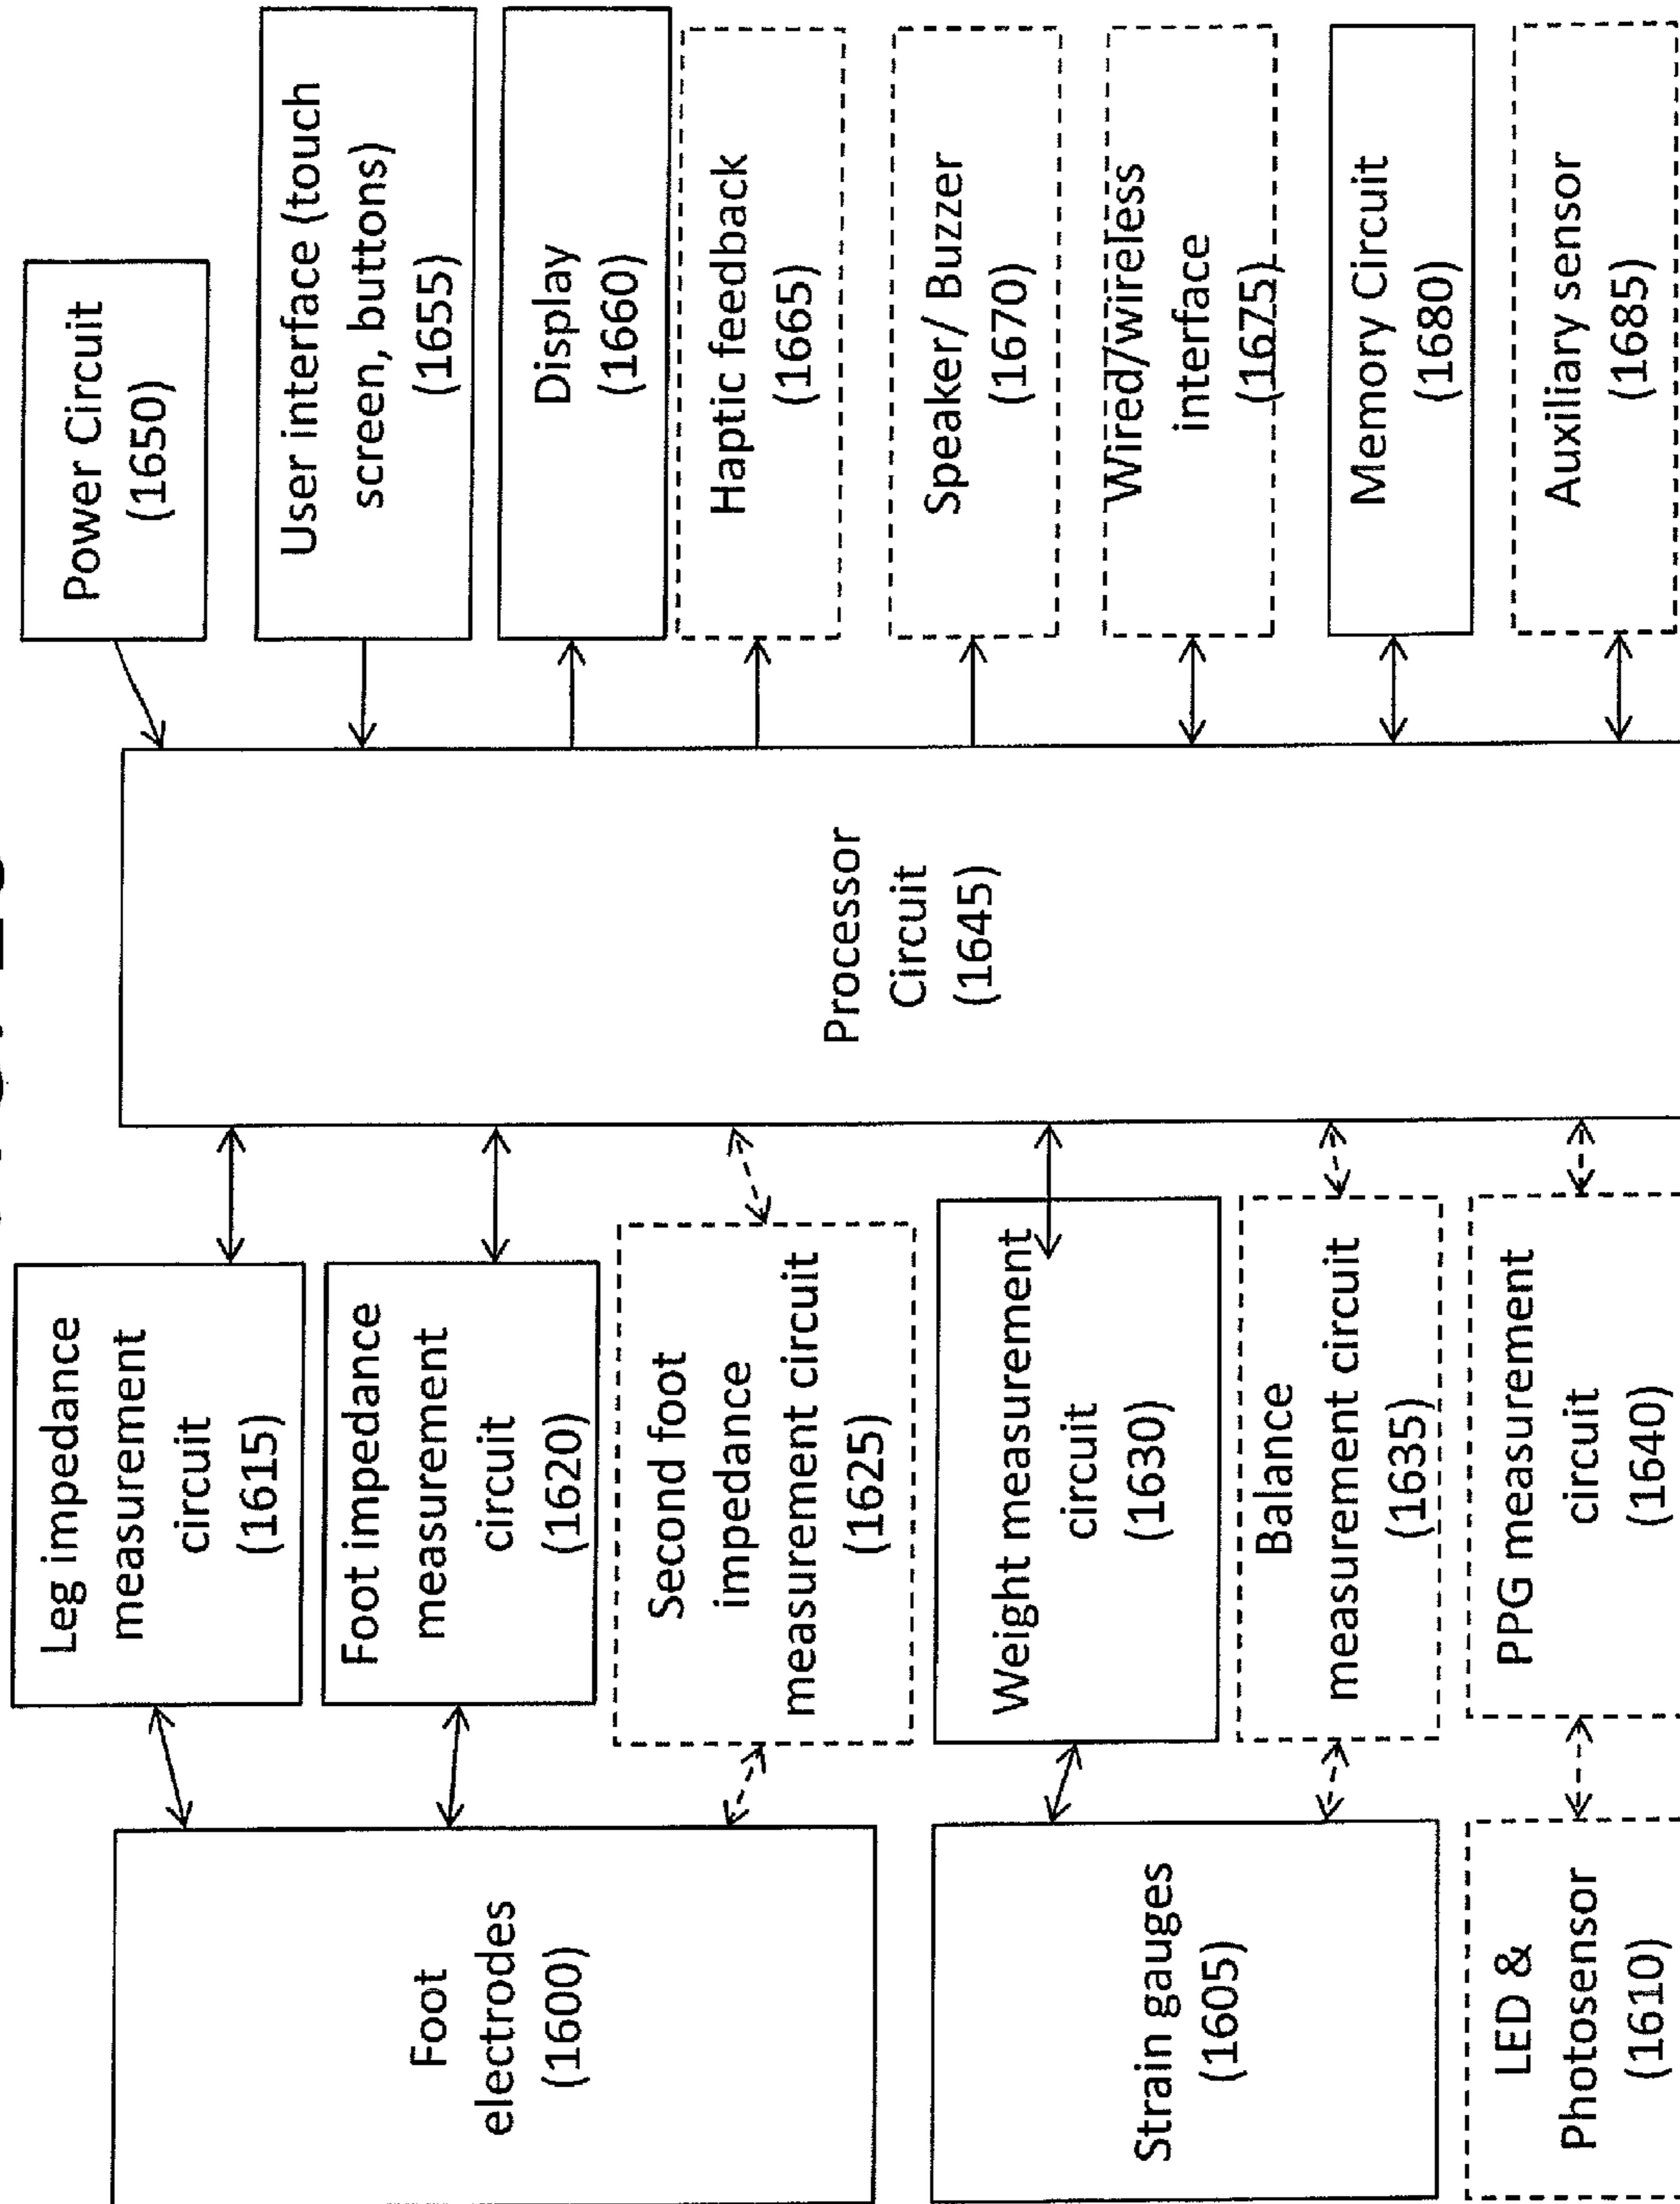 Foot
electrodes
(1600)
Strain gauges
(1605)
LED &
Photosensor
(1610)
Leg impedance
measurement
circuit
(1615)
Foot impedance
measurement
circuit
(1620)
Second foot
impedance
measurement circuit
(1625)
Weight measurement
circuit
(1630)
Balance
measurement circuit
(1635)
PPG measurement
circuit
(1640)
Processor
Circuit
(1645)
Power Circuit
(1650)
User interface (touch
screen, buttons)
(1655)
Display
(1660)
Haptic feedback
(1665)
Speaker/ Buzzer
(1670)
Wired/wireless
interface
(1675)
Memory Circuit
(1680)
Auxiliary sensor
(1685)